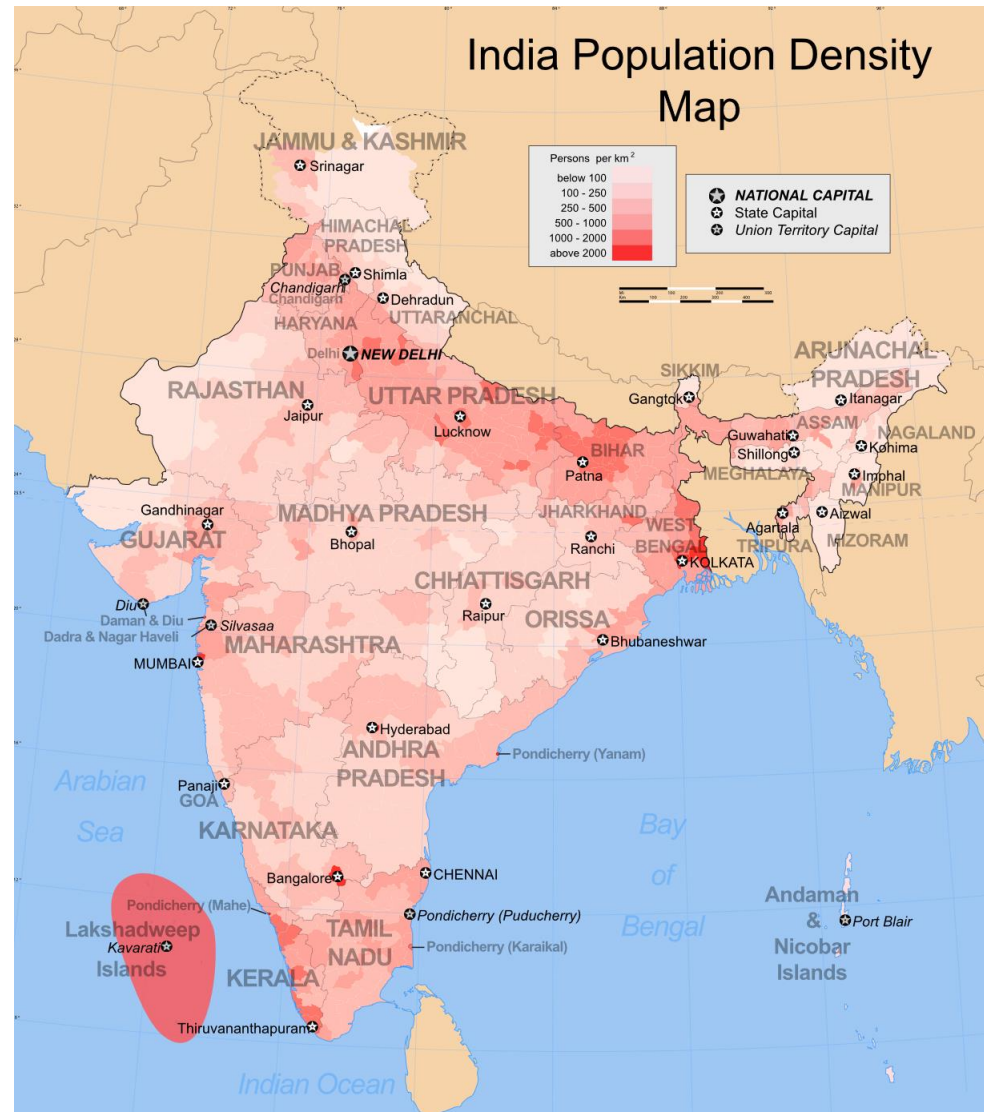 India Population Density
Map
Persons per km2
below 100
100 - 250
250 - 500
500 - 1000
1000 - 2000
above 2000
NATIONAL CAPITAL
State Capital
Union Territory Capital
JAMMU & KASHMIR
Srinagar
HIMACHAL
PRADESH
PUNJAB
Shimla
Chandigarh
Chandigarh
Dehradun
UTTARANCHAL
HARYANA
Delhi
NEW DELHI
RAJASTHAN
Jaipur
UTTAR PRADESH
Lucknow
BIHAR
Patna
SIKKIM
Gangtok
ARUNACHAL
PRADESH
Itanagar
ASSAM
Guwahati
NAGALAND
Kohima
Shillong
MEGHALAYA
Imphal
MANIPUR
Agartala
Aizwal
TRIPURA
MIZORAM
Gandhinagar
GUJARAT
MADHYA PRADESH
Bhopal
JHARKHAND
Ranchi
WEST
BENGAL
KOLKATA
CHHATTISGARH
Raipur
ORISSA
Bhubaneshwar
Diu
Daman & Diu
Dadra & Nagar Haveli
Silvasaa
MAHARASHTRA
MUMBAI
Hyderabad
ANDHRA
PRADESH
Pondicherry (Yanam)
Arabian
Sea
Panaji
GOA
KARNATAKA
Bay
of
Bengal
Bangalore
CHENNAI
Pondicherry (Mahe)
Pondicherry (Puducherry)
Lakshadweep
Kavarati
Islands
TAMIL
NADU
Pondicherry (Karaikal)
KERALA
Thiruvananthapuram
Andaman
&
Nicobar
Islands
Port Blair
Indian Ocean